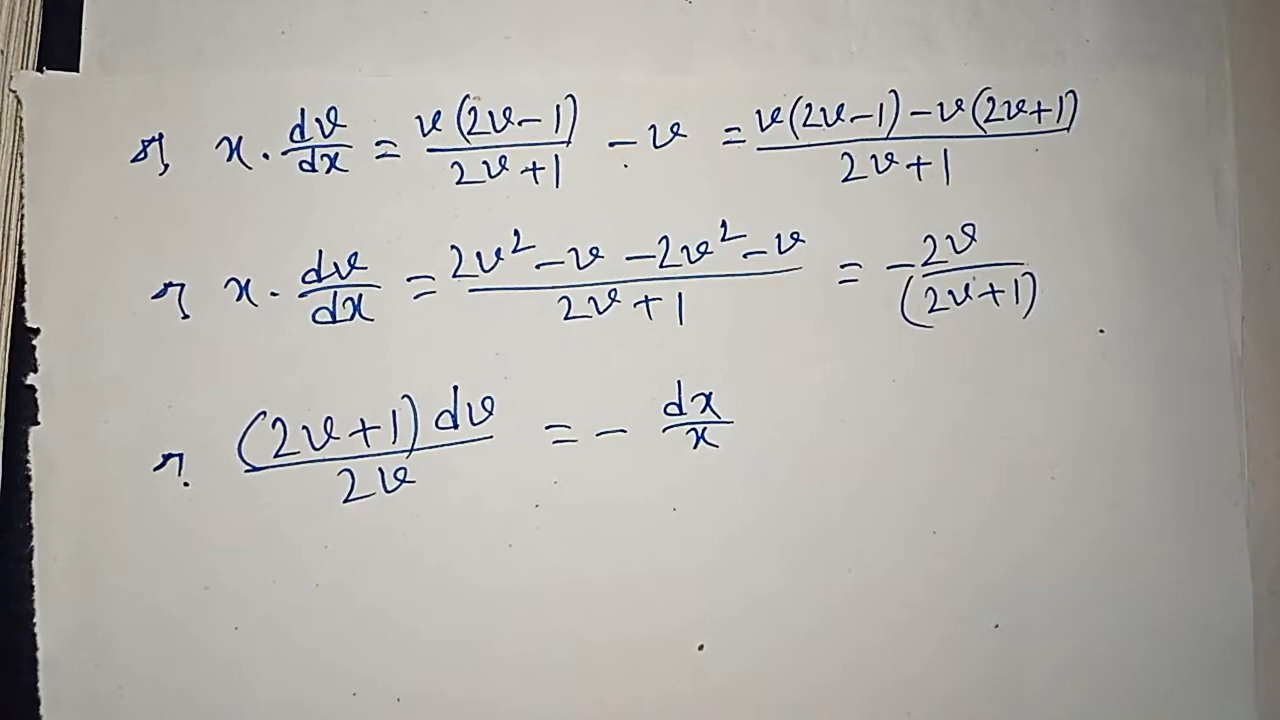 or, x · dv/dx = v(2v-1)/2v+1 - v = v(2v-1)-v(2v+1)/2v+1
or x · dv/dx = 2v²-v-2v²-v/2v+1 = -2v/(2v+1)
or. (2v+1)dv/2v = - dx/x